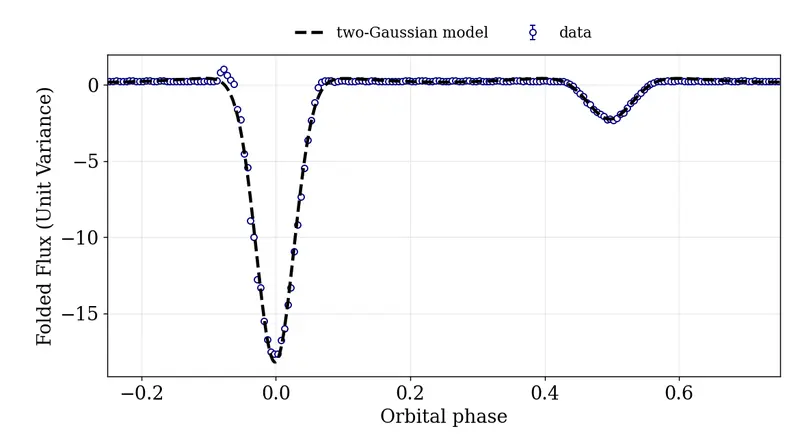 two-Gaussian model data
Folded Flux (Unit Variance)
0
−5
−10
−15
−0.2 0.0 0.2 0.4 0.6
Orbital phase